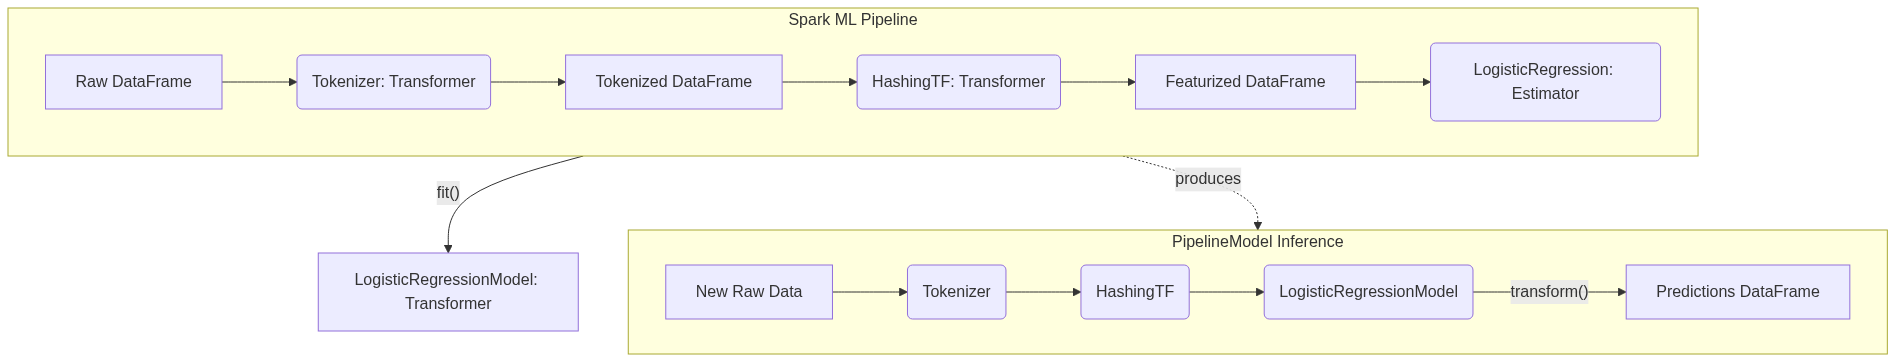 Spark ML Pipeline
Raw DataFrame
Tokenizer: Transformer
Tokenized DataFrame
HashingTF: Transformer
Featurized DataFrame
LogisticRegression:
Estimator
fit()
produces
LogisticRegressionModel:
Transformer
PipelineModel Inference
New Raw Data
Tokenizer
HashingTF
LogisticRegressionModel
transform()
Predictions DataFrame